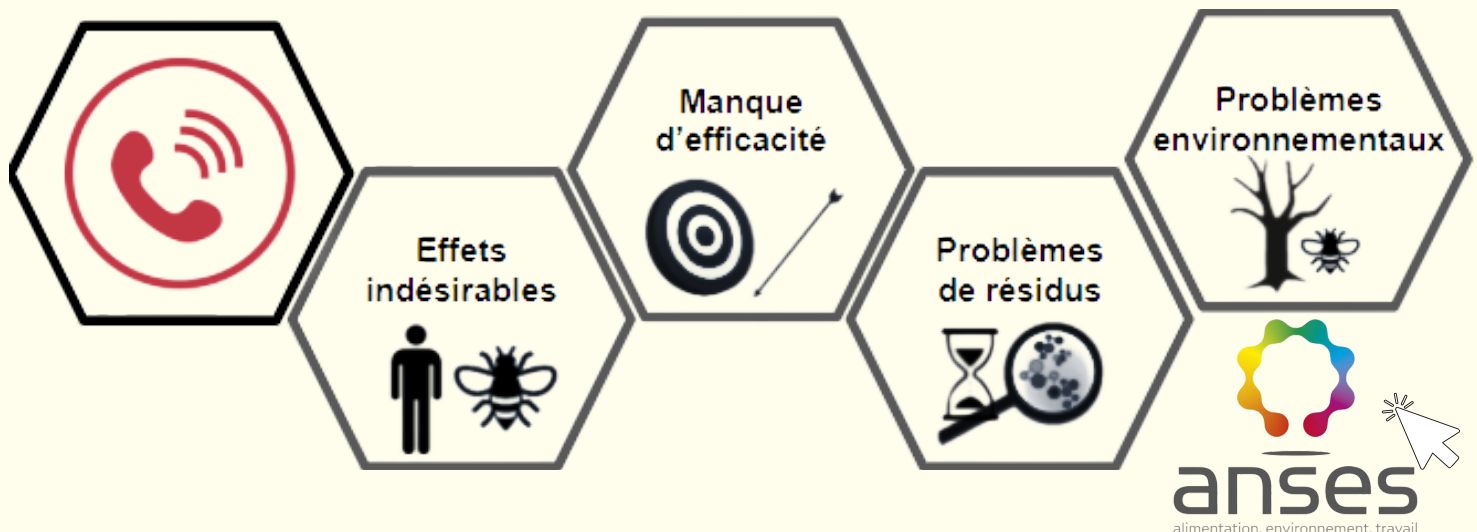 Effets
indésirables
Manque
d'efficacité
Problèmes
de résidus
Problèmes
environnementaux
anses
alimentation, environnement, travail